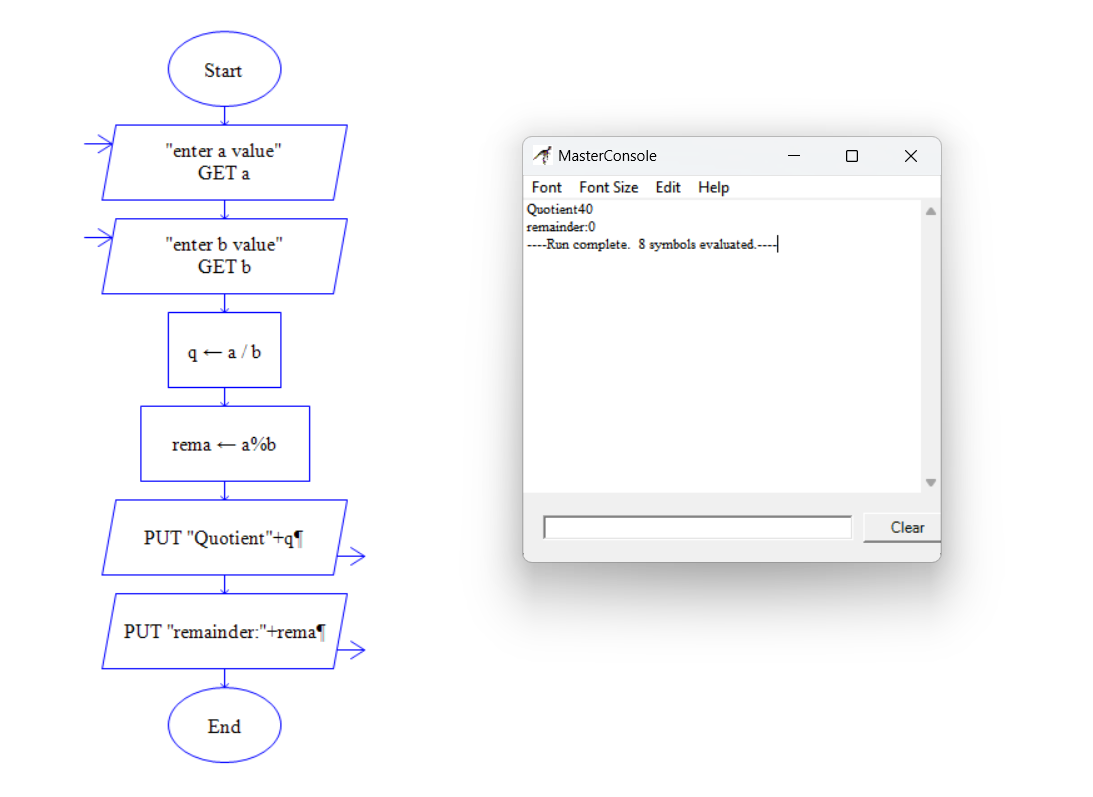 Start
"enter a value"
GET a
"enter b value"
GET b
q ← a / b
rema ← a%b
PUT "Quotient"+q¶
PUT "remainder:"+rema¶
End
MasterConsole
Font Font Size Edit Help
Quotient40
remainder:0
----Run complete.  8 symbols evaluated.----
Clear